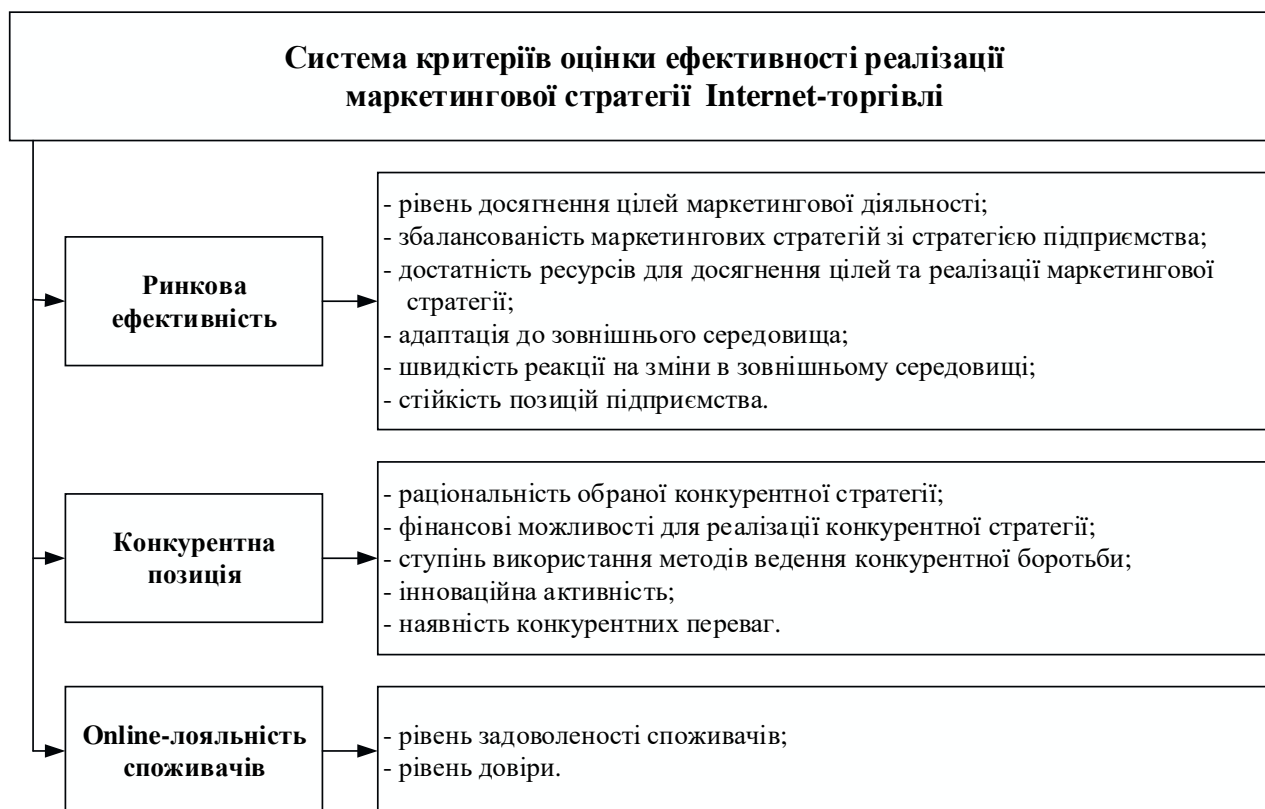 Система критеріїв оцінки ефективності реалізації
маркетингової стратегії Internet-торгівлі
Ринкова
ефективність
- рівень досягнення цілей маркетингової діяльності;
- збалансованість маркетингових стратегій зі стратегією підприємства;
- достатність ресурсів для досягнення цілей та реалізації маркетингової
стратегії;
- адаптація до зовнішнього середовища;
- швидкість реакції на зміни в зовнішньому середовищі;
- стійкість позицій підприємства.
Конкурентна
позиція
- раціональність обраної конкурентної стратегії;
- фінансові можливості для реалізації конкурентної стратегії;
- ступінь використання методів ведення конкурентної боротьби;
- інноваційна активність;
- наявність конкурентних переваг.
Online-лояльність
споживачів
- рівень задоволеності споживачів;
- рівень довіри.